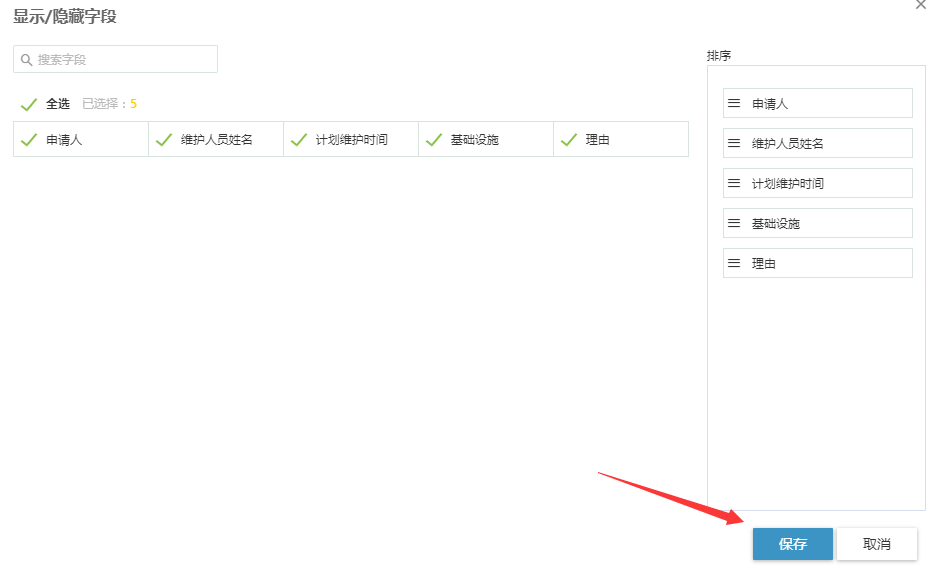 显示/隐藏字段
搜索字段
全选 已选择：5
申请人 维护人员姓名 计划维护时间 基础设施 理由
排序
申请人
维护人员姓名
计划维护时间
基础设施
理由
保存 取消